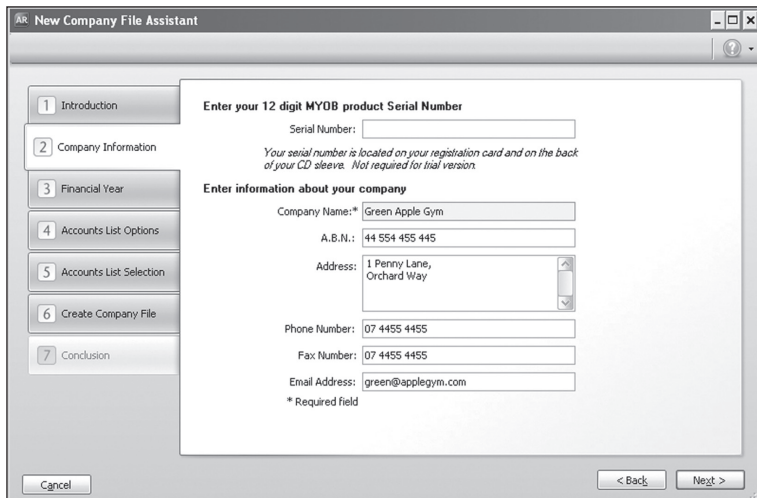 AR New Company File Assistant
1 Introduction
2 Company Information
3 Financial Year
4 Accounts List Options
5 Accounts List Selection
6 Create Company File
7 Conclusion
Enter your 12 digit MYOB product Serial Number
Serial Number:
Your serial number is located on your registration card and on the back
of your CD sleeve. Not required for trial version.
Enter information about your company
Company Name:* Green Apple Gym
A.B.N.: 44 554 455 445
Address: 1 Penny Lane,
Orchard Way
Phone Number: 07 4455 4455
Fax Number: 07 4455 4455
Email Address: green@applegym.com
* Required field
Cancel
< Back
Next >